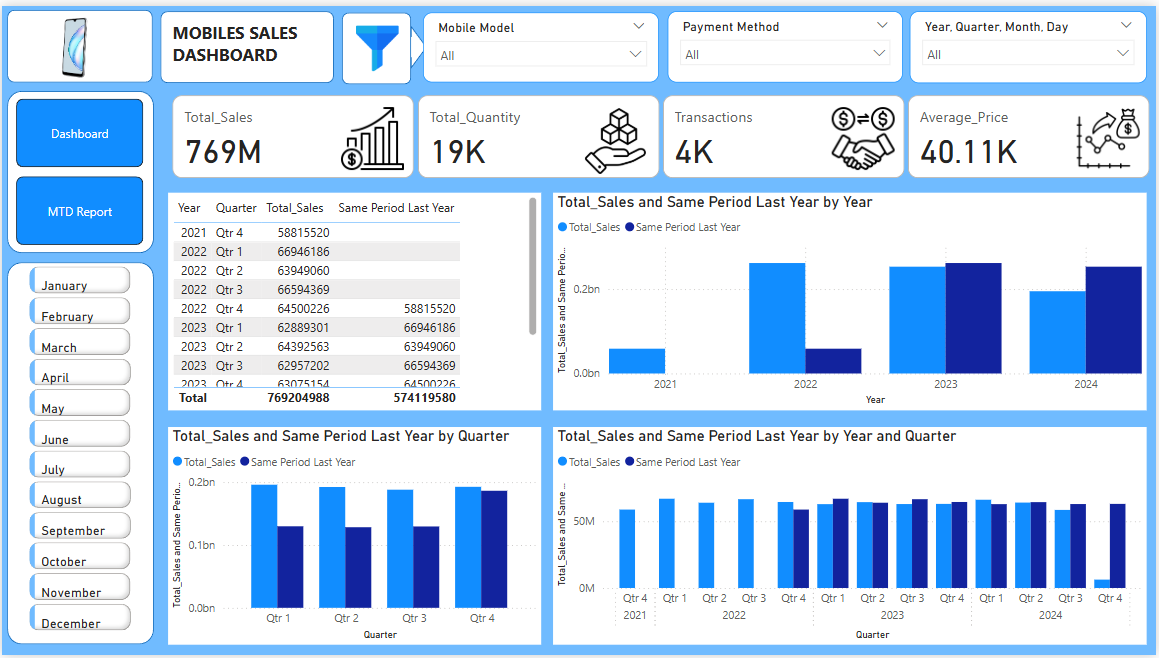 MOBILES SALES
DASHBOARD
Mobile Model
All
Payment Method
All
Year, Quarter, Month, Day
All
Dashboard
MTD Report
Total_Sales
769M
Total_Quantity
19K
Transactions
4K
Average_Price
40.11K
January
February
March
April
May
June
July
August
September
October
November
December
Year Quarter Total_Sales Same Period Last Year
2021 Qtr 4 58815520
2022 Qtr 1 66946186
2022 Qtr 2 63949060
2022 Qtr 3 66594369
2022 Qtr 4 64500226 58815520
2023 Qtr 1 62889301 66946186
2023 Qtr 2 64392563 63949060
2023 Qtr 3 62957202 66594369
2023 Qtr 4 63075154 64500226
Total 769204988 574119580
Total_Sales and Same Period Last Year by Year
Total_Sales Same Period Last Year
Total_Sales and Same Perio...
0.2bn
0.0bn
2021 2022 2023 2024
Year
Total_Sales and Same Period Last Year by Quarter
Total_Sales Same Period Last Year
Total_Sales and Same Perio...
0.2bn
0.1bn
0.0bn
Qtr 1 Qtr 2 Qtr 3 Qtr 4
Quarter
Total_Sales and Same Period Last Year by Year and Quarter
Total_Sales Same Period Last Year
Total_Sales and Same ...
50M
0M
Qtr 4 Qtr 1 Qtr 2 Qtr 3 Qtr 4 Qtr 1 Qtr 2 Qtr 3 Qtr 4 Qtr 1 Qtr 2 Qtr 3 Qtr 4
2021 2022 2023 2024
Quarter